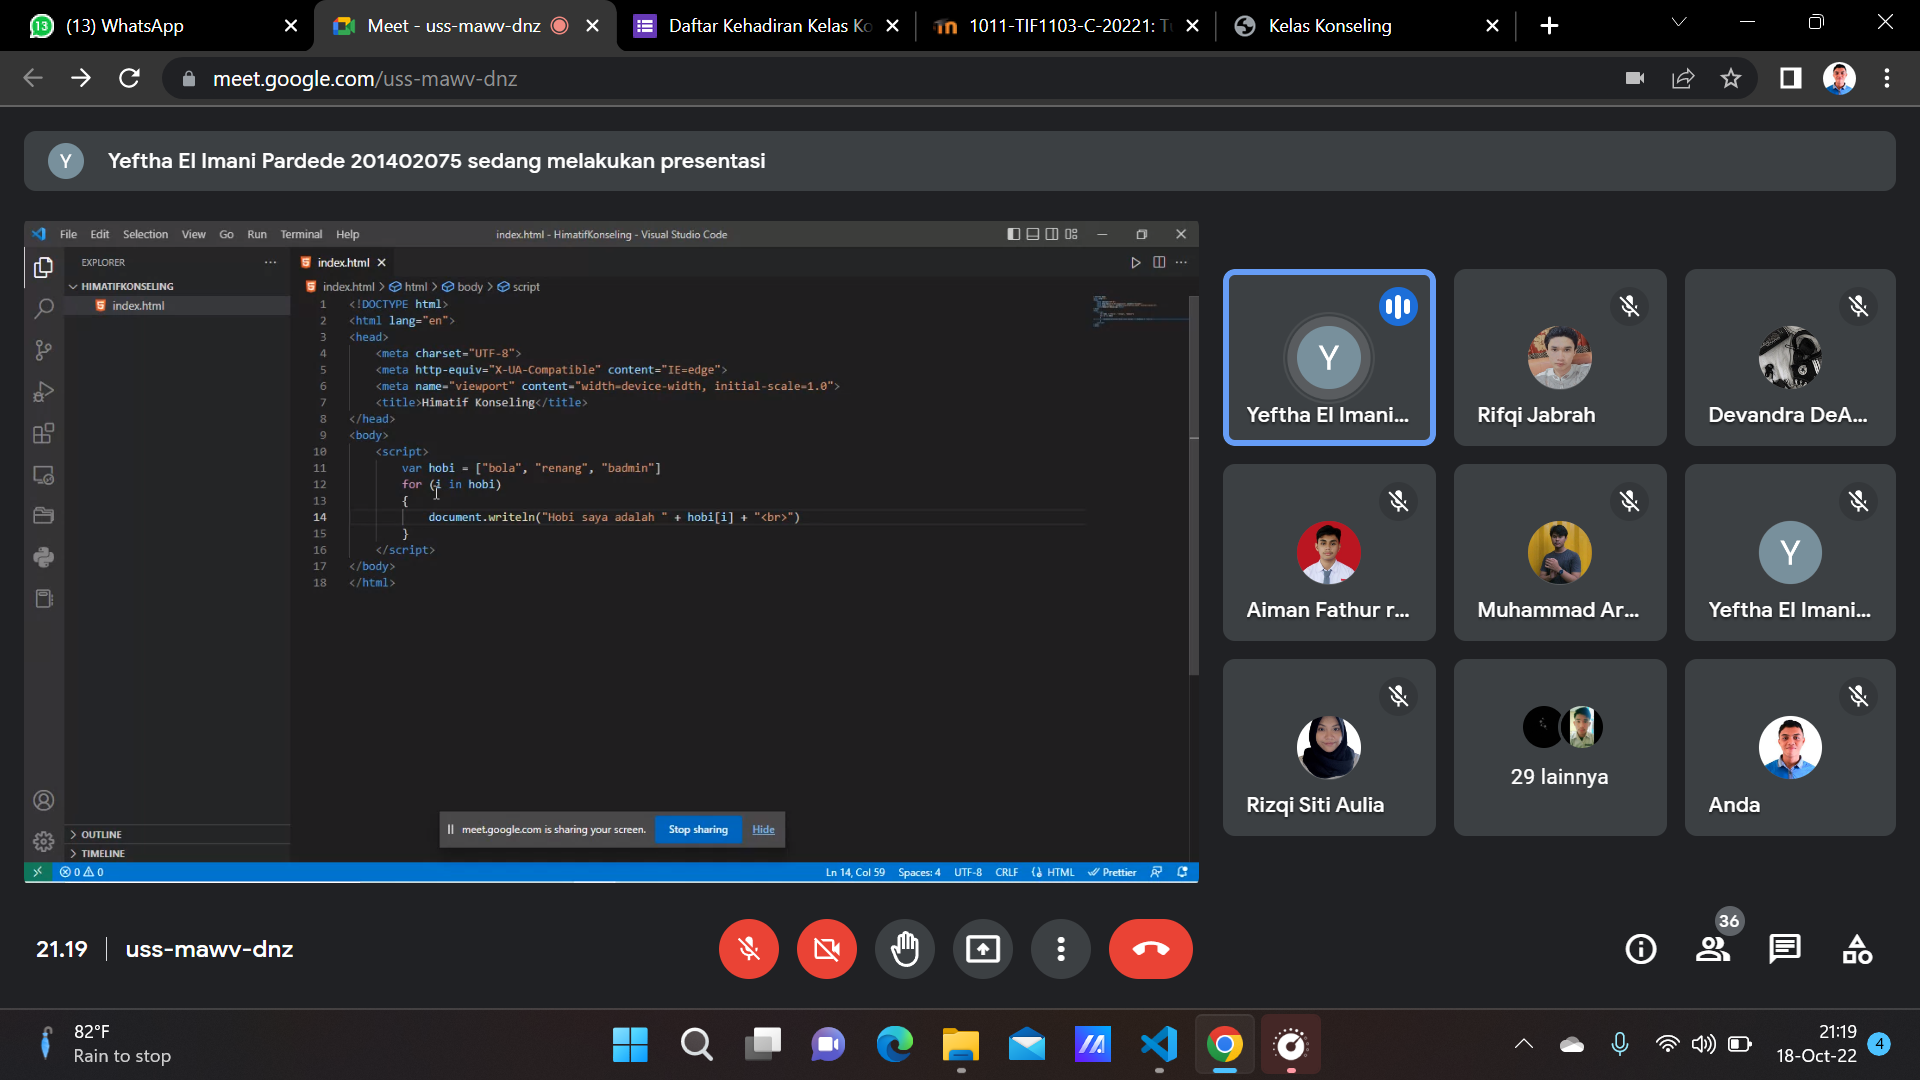 (13) WhatsApp
Meet - uss-mawv-dnz
Daftar Kehadiran Kelas Ko
1011-TIF1103-C-20221: Tu
Kelas Konseling
meet.google.com/uss-mawv-dnz
Y
Yeftha El Imani Pardede 201402075 sedang melakukan presentasi
File Edit Selection View Go Run Terminal Help
index.html - HimatifKonseling - Visual Studio Code
EXPLORER
HIMATIFKONSELING
index.html
index.html
index.html > html > body > script
1 <!DOCTYPE html>
2 <html lang="en">
3 <head>
4 <meta charset="UTF-8">
5 <meta http-equiv="X-UA-Compatible" content="IE=edge">
6 <meta name="viewport" content="width=device-width, initial-scale=1.0">
7 <title>Himatif Konseling</title>
8 </head>
9 <body>
10 <script>
11 var hobi = ["bola", "renang", "badmin"]
12 for (i in hobi)
13 {
14 document.writeln("Hobi saya adalah " + hobi[i] + "<br>")
15 }
16 </script>
17 </body>
18 </html>
OUTLINE
TIMELINE
meet.google.com is sharing your screen. Stop sharing Hide
0 0
Ln 14, Col 59 Spaces: 4 UTF-8 CRLF HTML Prettier
Y
Yeftha El Imani...
Rifqi Jabrah
Devandra DeA...
Aiman Fathur r...
Muhammad Ar...
Y
Yeftha El Imani...
Rizqi Siti Aulia
29 lainnya
Anda
21.19 | uss-mawv-dnz
36
82°F
Rain to stop
21:19
18-Oct-22
4